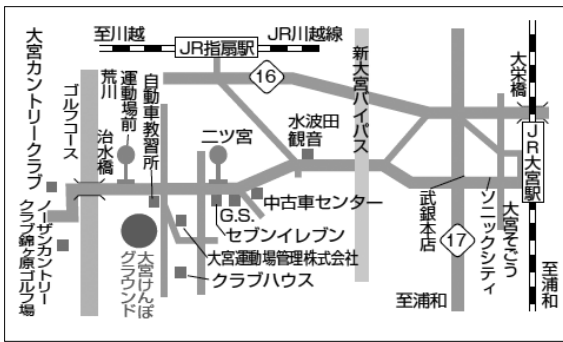 至川越
JR川越線
JR指扇駅
16
大宮カントリークラブ
ゴルフコース
荒川
治水橋
運動場前
自動車教習所
二ツ宮
水波田
観音
新大宮バイパス
大栄橋
JR大宮駅
中古車センター
G.S.
セブンイレブン
大宮運動場管理株式会社
クラブハウス
大宮けんぽ
グラウンド
ノーザンカントリー
クラブ錦ヶ原ゴルフ場
武銀本店
17
ソニックシティ
大宮そごう
至浦和
至浦和